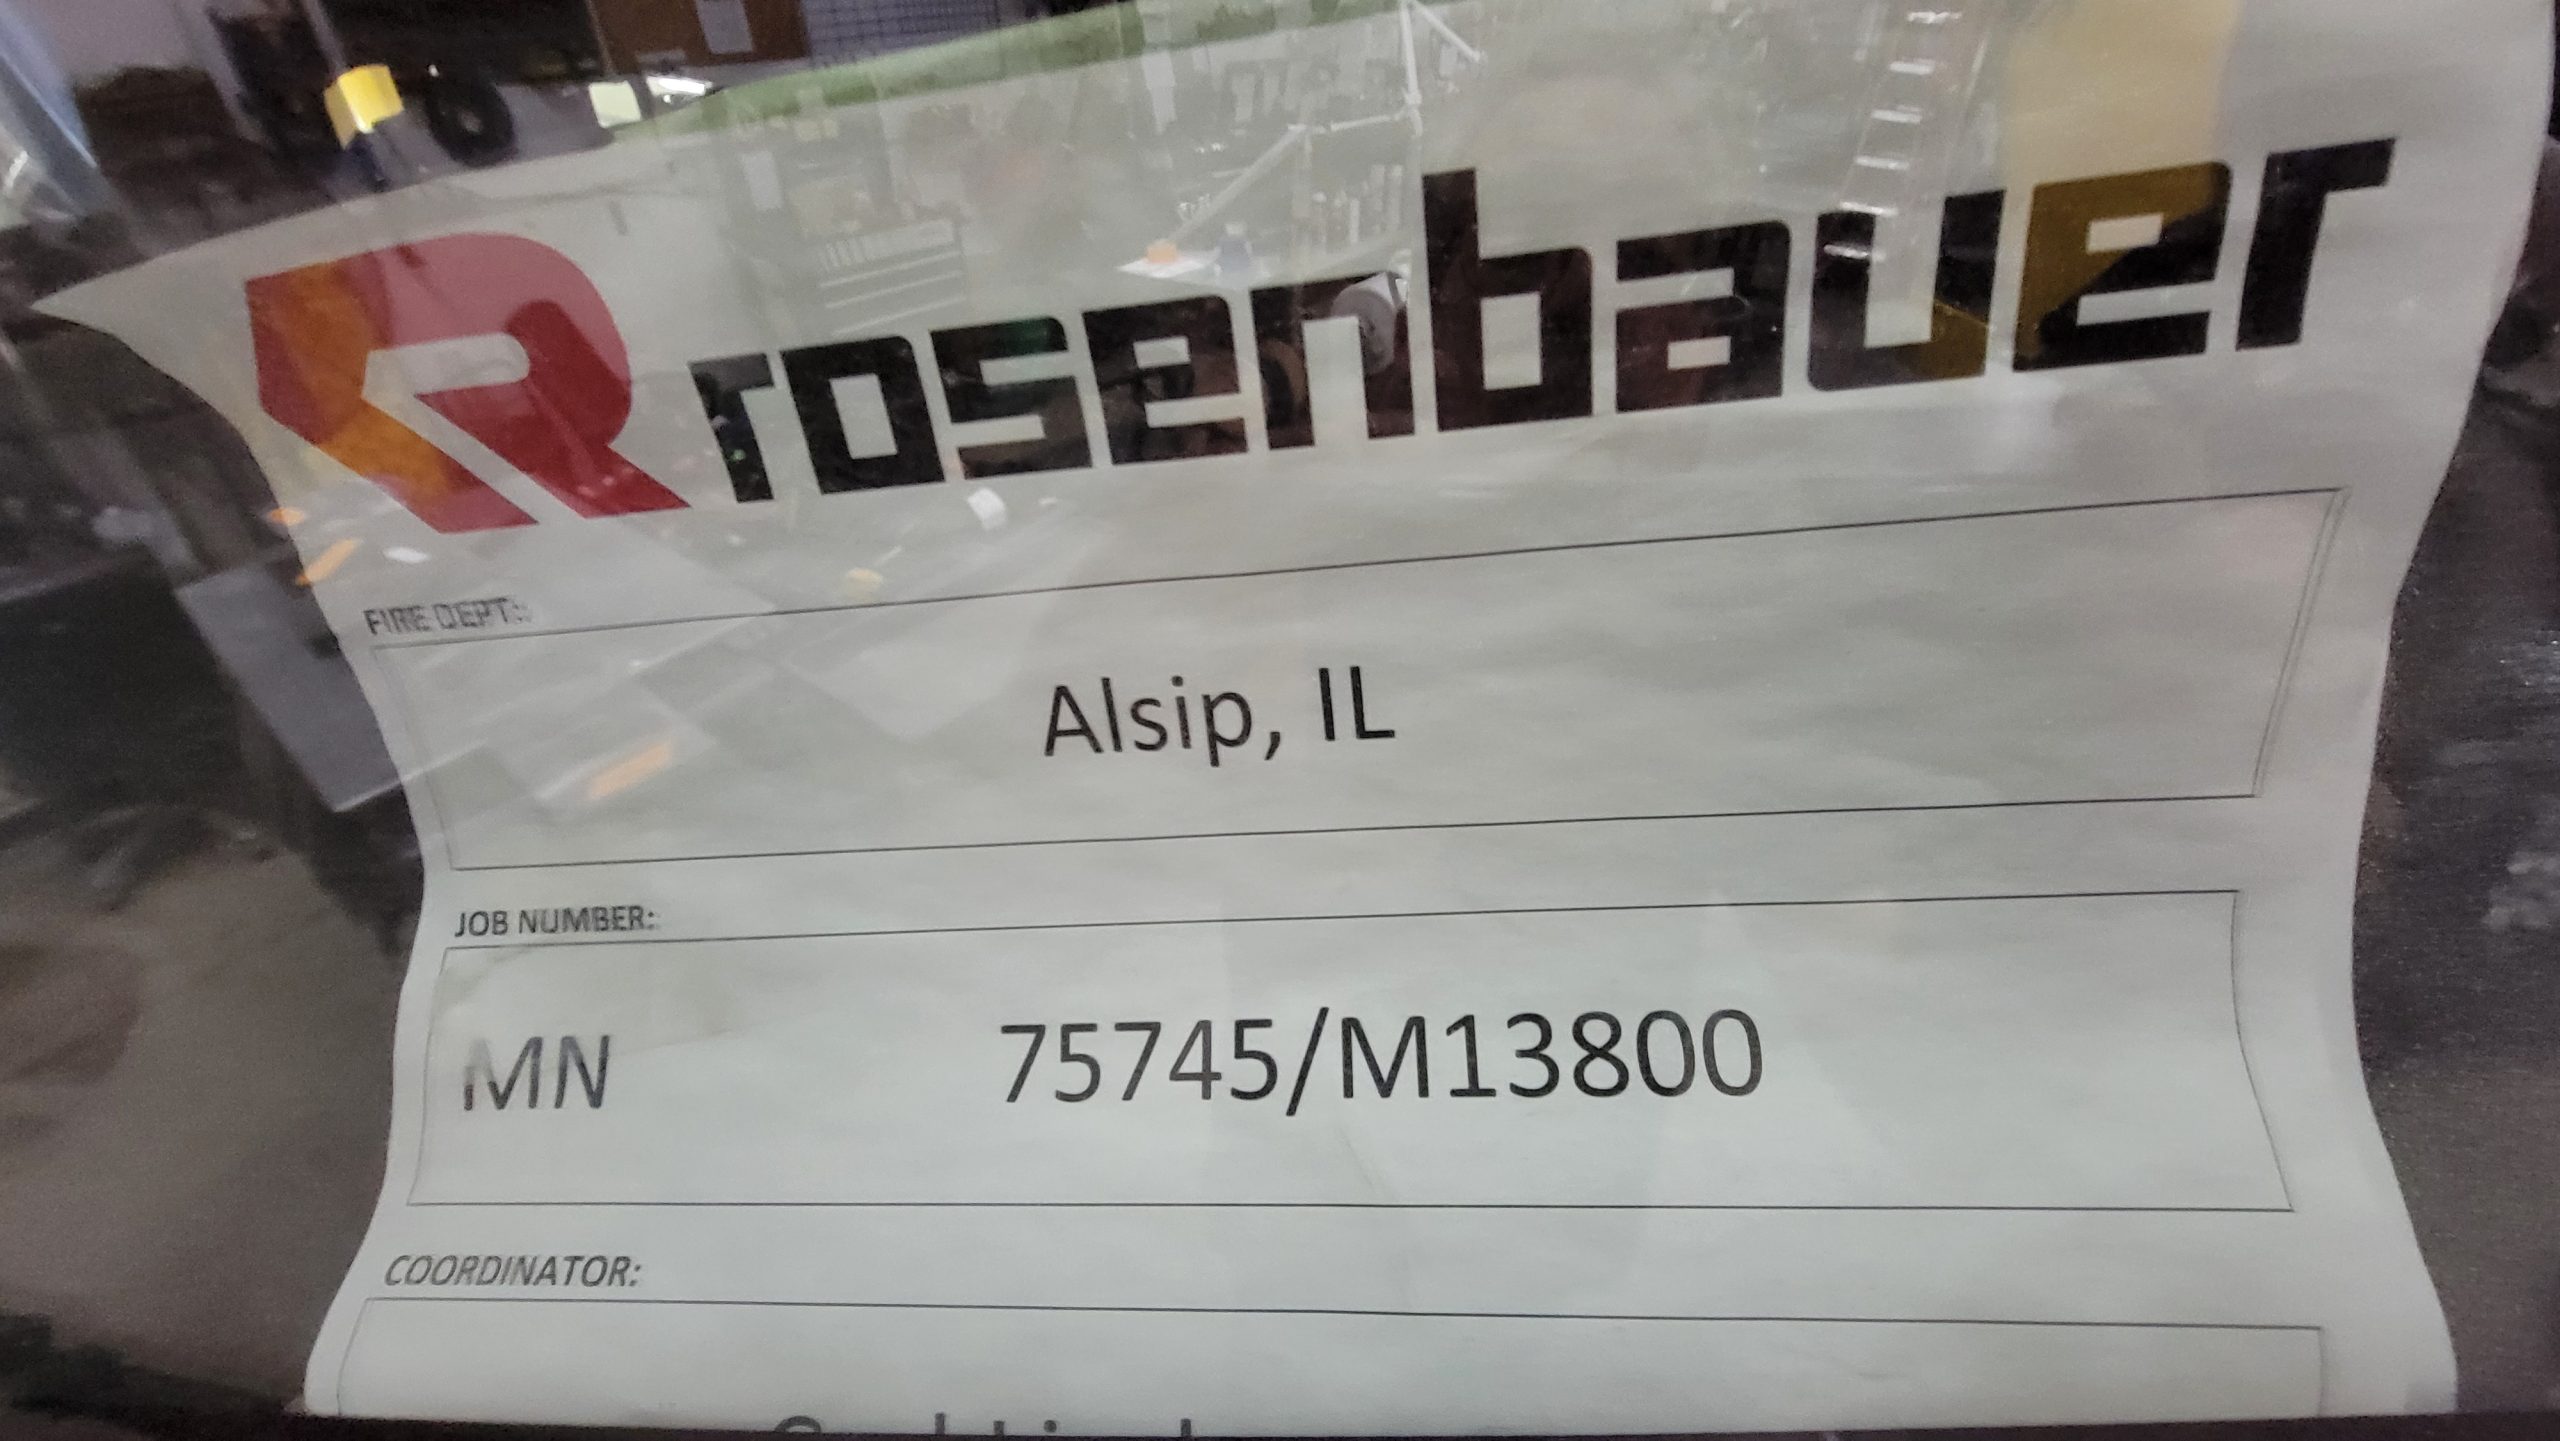 rosenbauer
FIRE DEPT:
Alsip, IL
JOB NUMBER:
MN 75745/M13800
COORDINATOR: